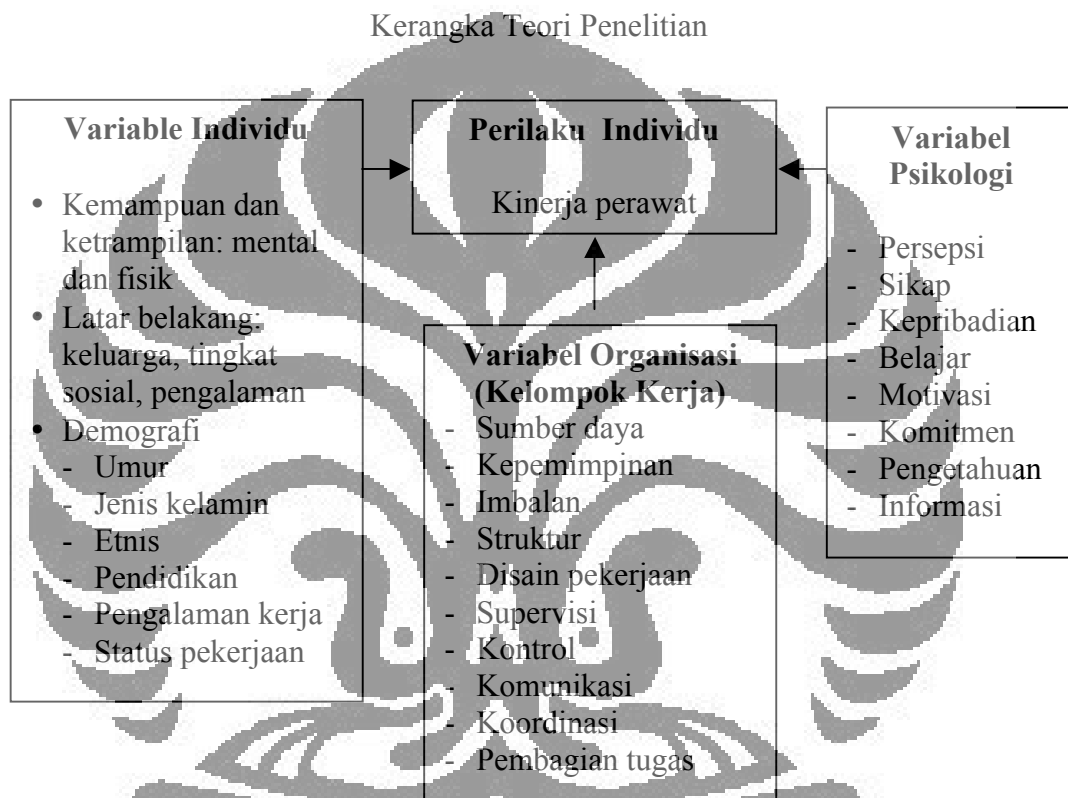 Kerangka Teori Penelitian
Variable Individu
• Kemampuan dan
ketrampilan: mental
dan fisik
• Latar belakang:
keluarga, tingkat
sosial, pengalaman
• Demografi
- Umur
- Jenis kelamin
- Etnis
- Pendidikan
- Pengalaman kerja
- Status pekerjaan
Perilaku Individu
Kinerja perawat
Variabel Organisasi
(Kelompok Kerja)
- Sumber daya
- Kepemimpinan
- Imbalan
- Struktur
- Disain pekerjaan
- Supervisi
- Kontrol
- Komunikasi
- Koordinasi
- Pembagian tugas
Variabel
Psikologi
- Persepsi
- Sikap
- Kepribadian
- Belajar
- Motivasi
- Komitmen
- Pengetahuan
- Informasi